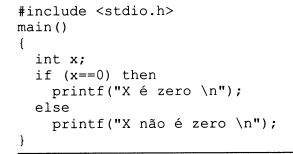 #include <stdio.h>
main()
{
  int x;
  if (x==0) then
    printf("X é zero \n");
  else
    printf("X não é zero \n");
}